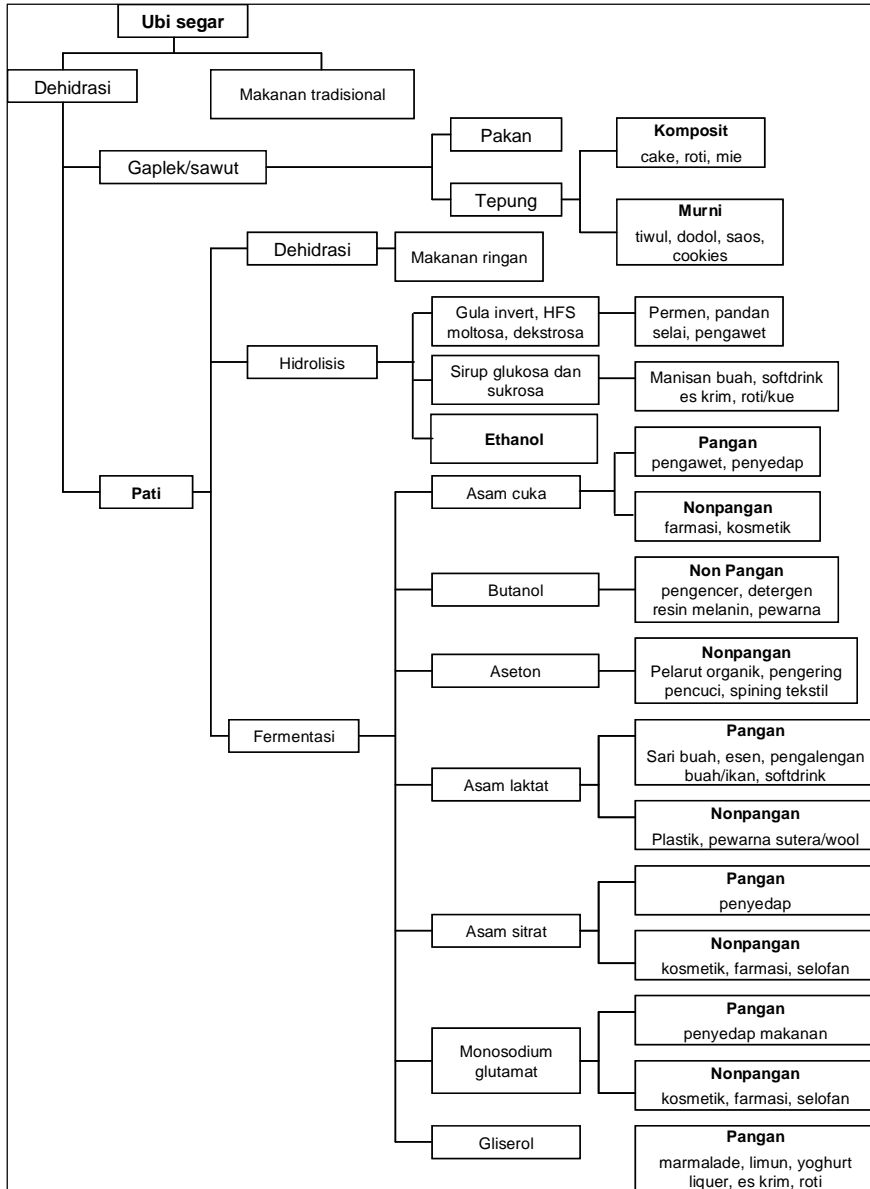 Ubi segar
Dehidrasi
Makanan tradisional
Gaplek/sawut
Pakan
Tepung
Komposit
cake, roti, mie
Murni
tiwul, dodol, saos,
cookies
Dehidrasi
Makanan ringan
Hidrolisis
Gula invert, HFS
moltosa, dekstrosa
Permen, pandan
selai, pengawet
Sirup glukosa dan
sukrosa
Manisan buah, softdrink
es krim, roti/kue
Ethanol
Pati
Asam cuka
Pangan
pengawet, penyedap
Nonpangan
farmasi, kosmetik
Butanol
Non Pangan
pengencer, detergen
resin melanin, pewarna
Aseton
Nonpangan
Pelarut organik, pengering
pencuci, spining tekstil
Fermentasi
Asam laktat
Pangan
Sari buah, esen, pengalengan
buah/ikan, softdrink
Nonpangan
Plastik, pewarna sutera/wool
Asam sitrat
Pangan
penyedap
Nonpangan
kosmetik, farmasi, selofan
Monosodium
glutamat
Pangan
penyedap makanan
Nonpangan
kosmetik, farmasi, selofan
Gliserol
Pangan
marmalade, limun, yoghurt
liquer, es krim, roti